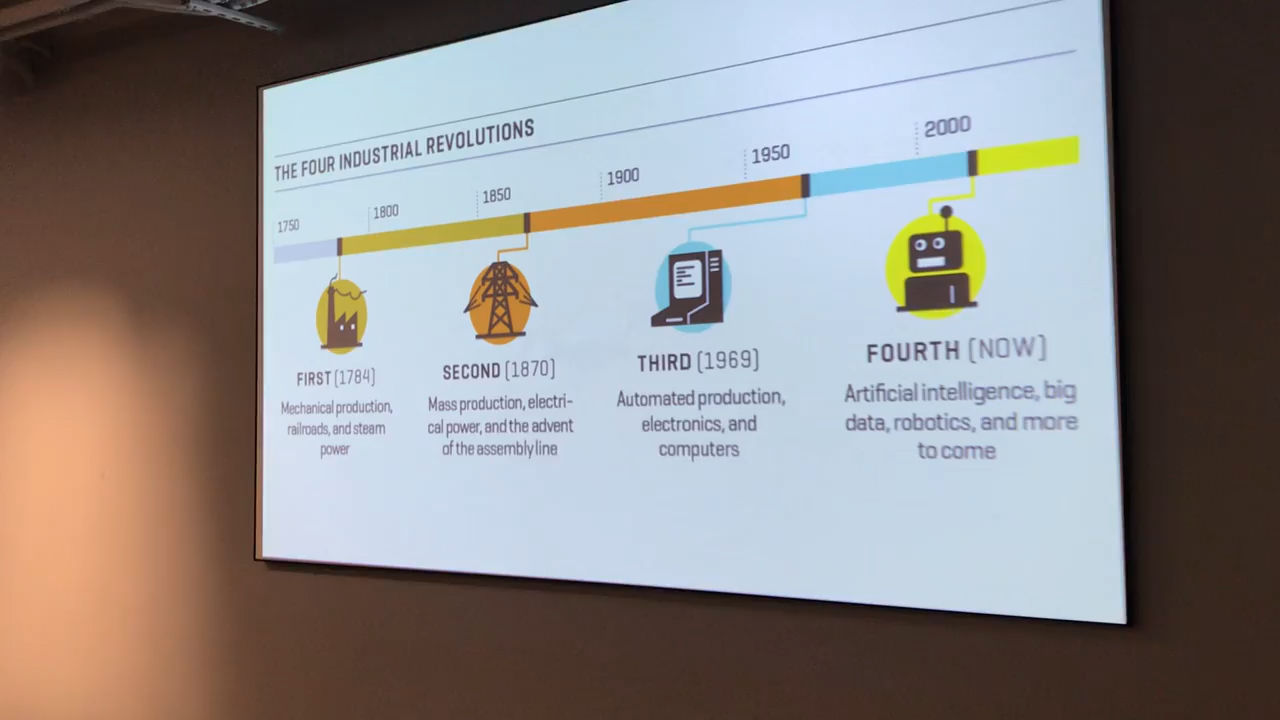 THE FOUR INDUSTRIAL REVOLUTIONS
1750
1800
1850
1900
1950
2000
FIRST (1784)
Mechanical production,
railroads, and steam
power
SECOND (1870)
Mass production, electri-
cal power, and the advent
of the assembly line
THIRD (1969)
Automated production,
electronics, and
computers
FOURTH (NOW)
Artificial intelligence, big
data, robotics, and more
to come